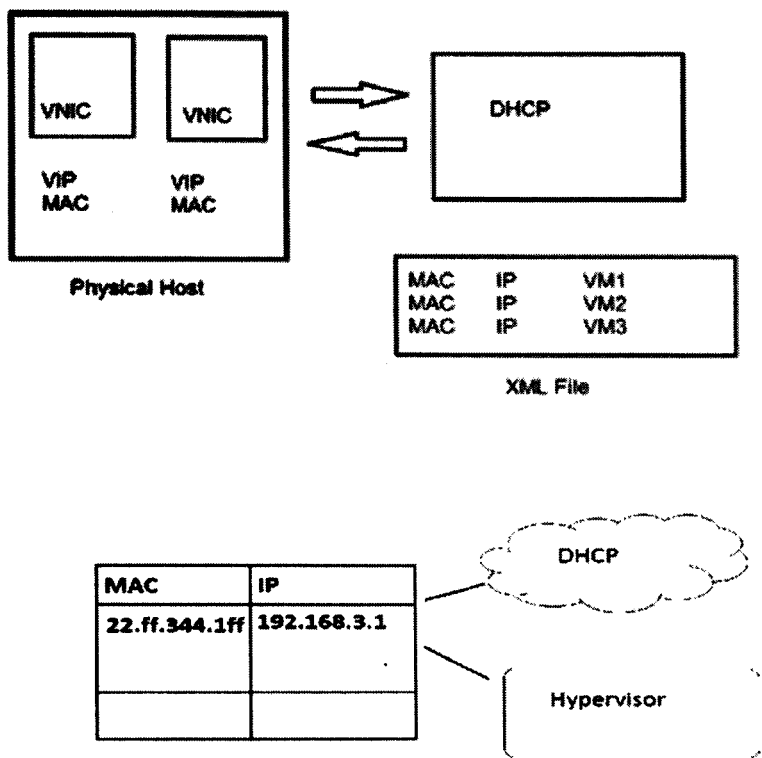 VNIC VNIC
DHCP
VIP VIP
MAC MAC
Physical Host
MAC IP VM1
MAC IP VM2
MAC IP VM3
XML File
DHCP
MAC IP
22.ff.344.1ff 192.168.3.1
Hypervisor